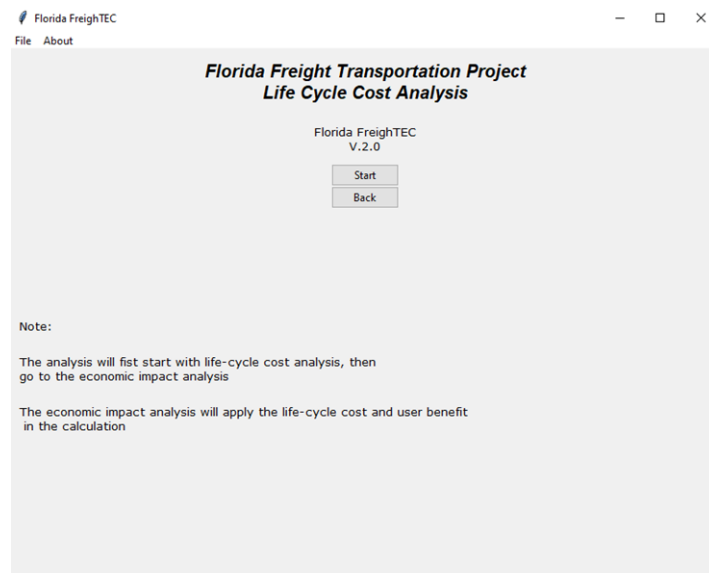 Florida FreighTEC
File About
Florida Freight Transportation Project
Life Cycle Cost Analysis
Florida FreighTEC
V.2.0
Start
Back
Note:
The analysis will fist start with life-cycle cost analysis, then
go to the economic impact analysis
The economic impact analysis will apply the life-cycle cost and user benefit
in the calculation